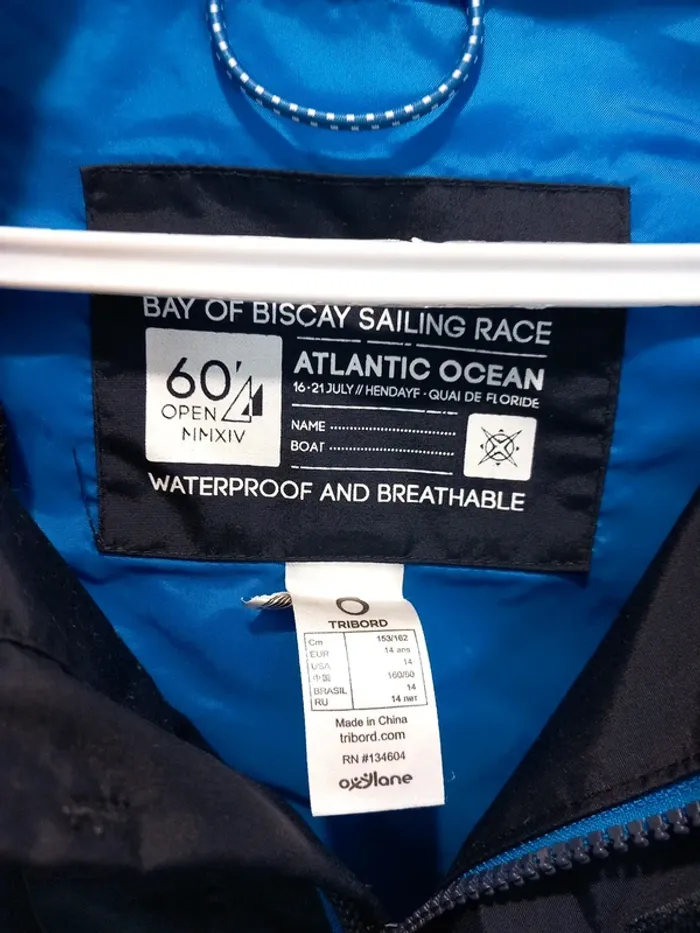 BAY OF BISCAY SAILING RACE
60'
OPEN
MMXIV
ATLANTIC OCEAN
16·21 JULY // HENDAYE · QUAI DE FLORIDE
NAME ..............................
BOAT ..............................
WATERPROOF AND BREATHABLE
TRIBORD
Cm 153/162
EUR 14 ans
USA 14
中国 160/60
BRASIL 14
RU 14 лет
Made in China
tribord.com
RN #134604
oxylane